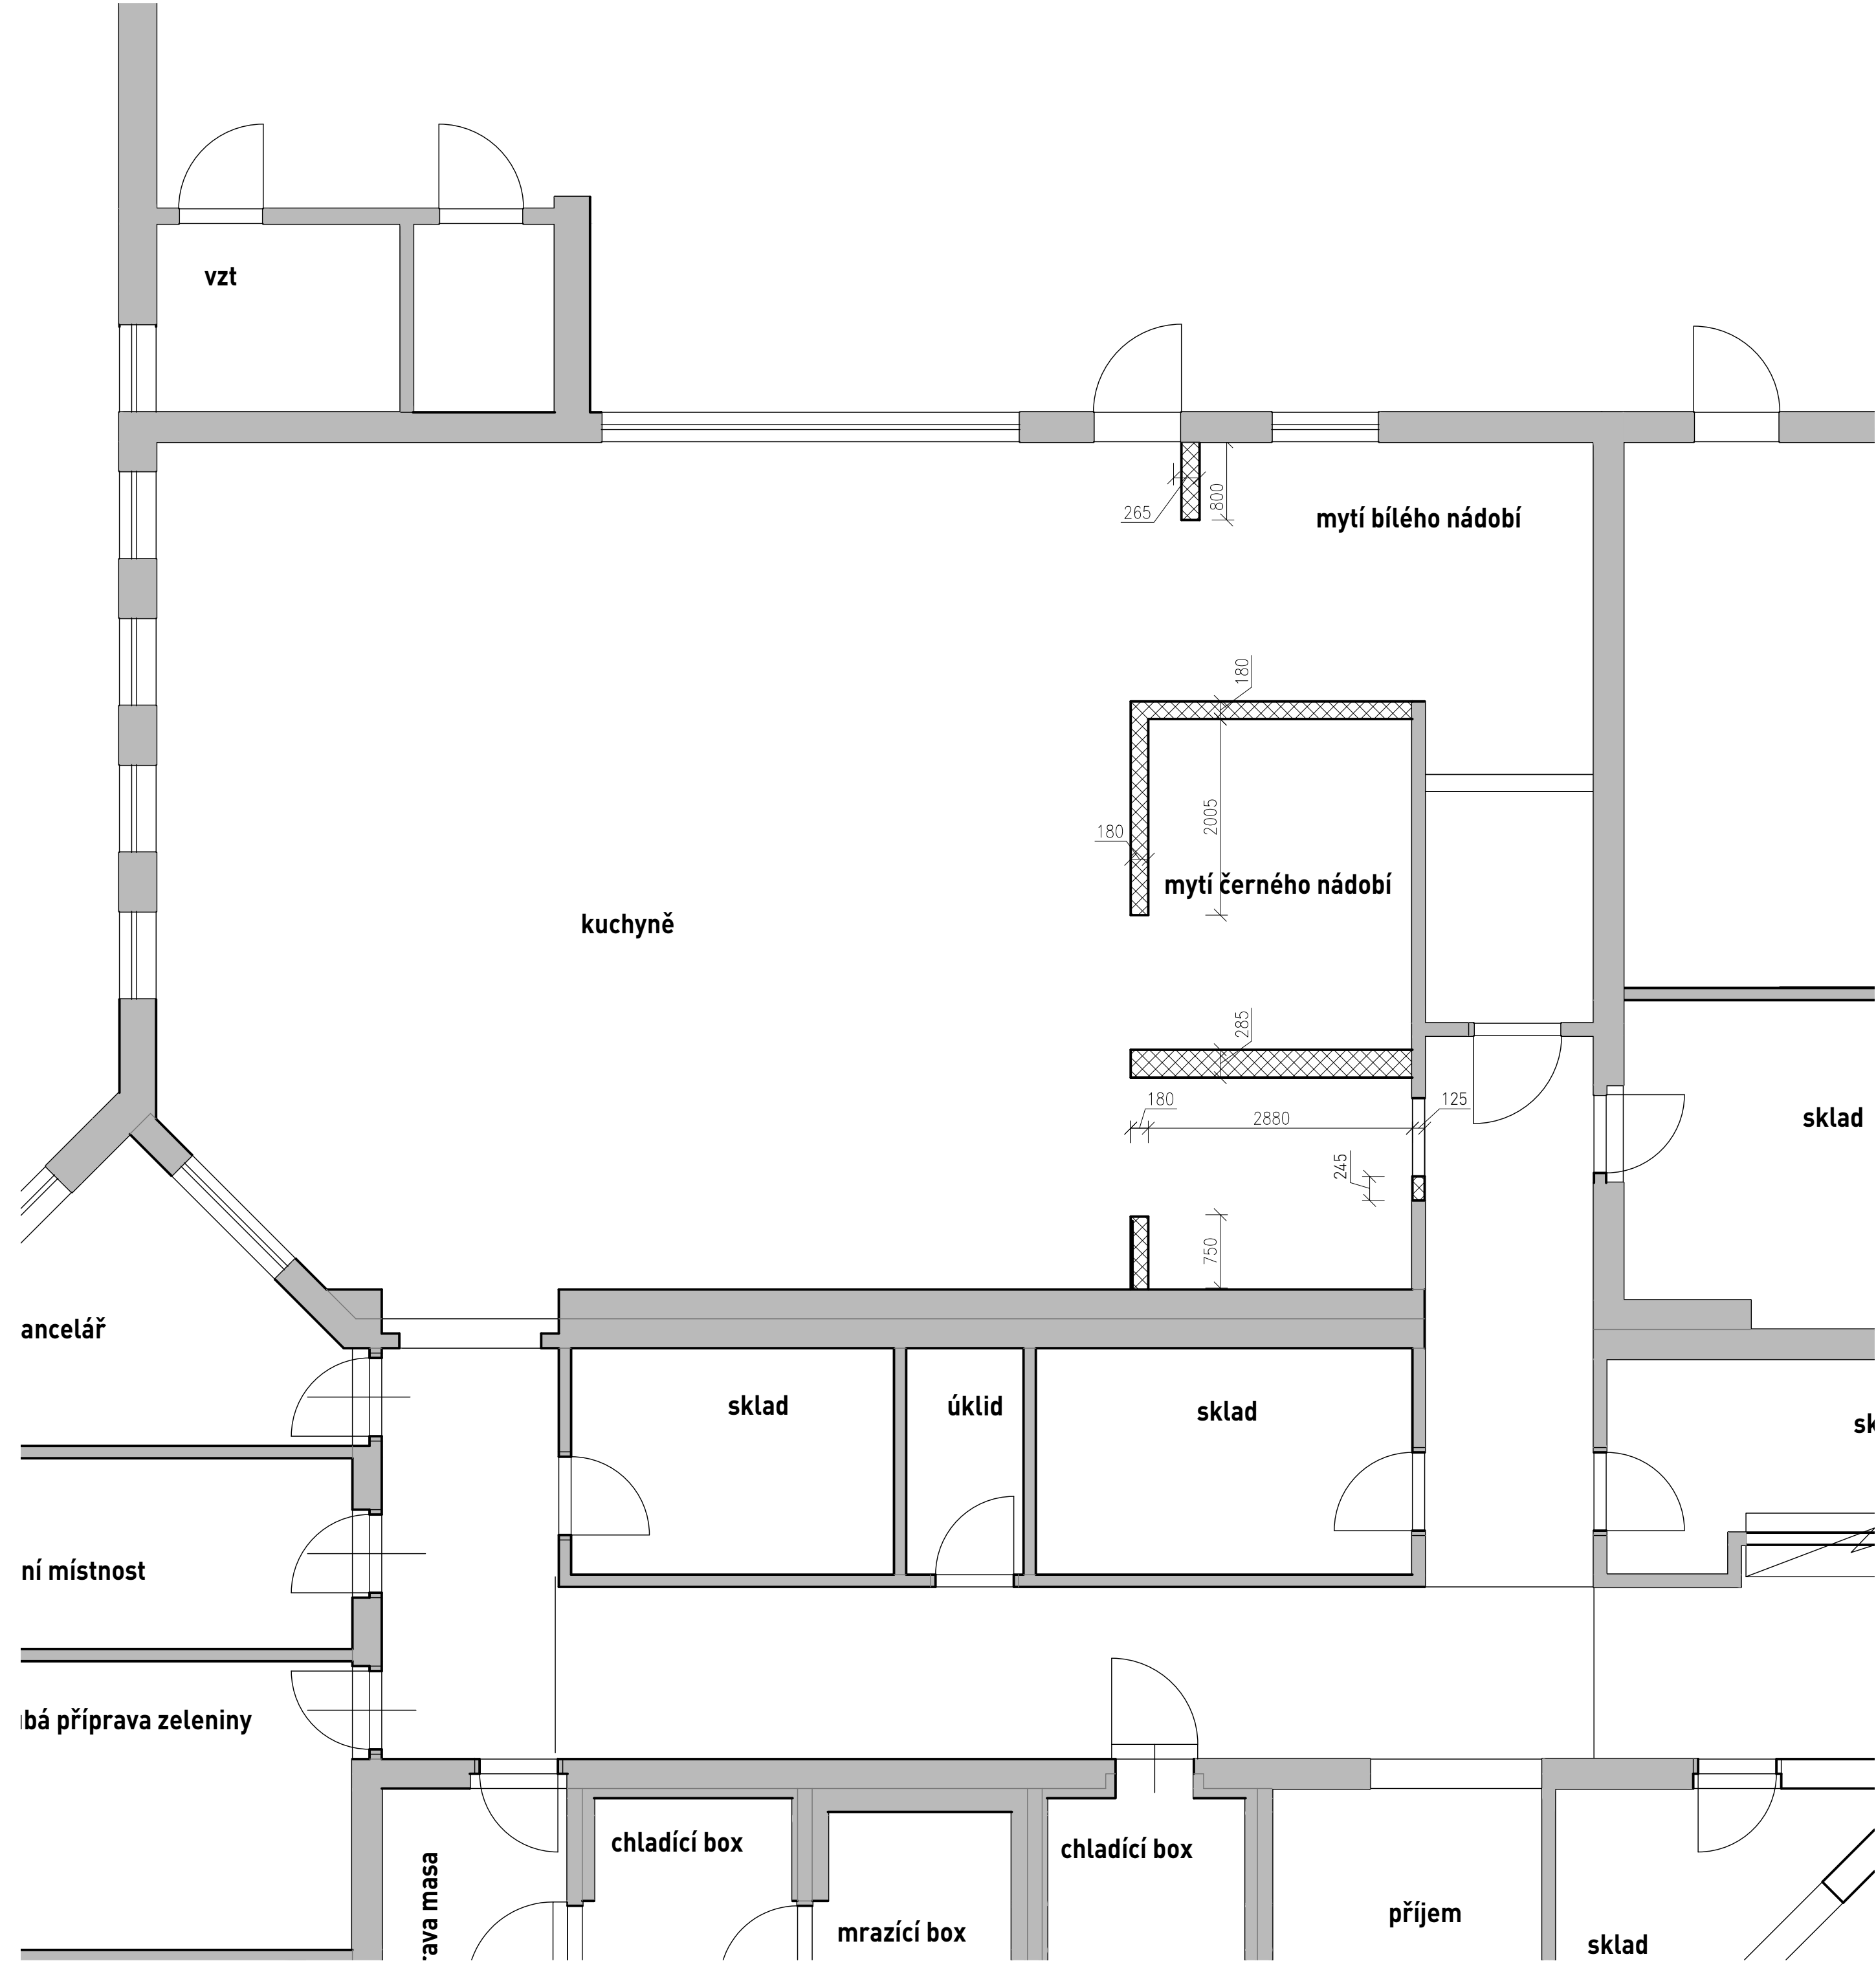 vzt
265
800
mytí bílého nádobí
180
2005
180
mytí černého nádobí
kuchyně
285
180
2880
125
sklad
245
750
ancelář
sklad
úklid
sklad
sk
ní místnost
bá příprava zeleniny
rava masa
chladící box
chladící box
mrazící box
příjem
sklad